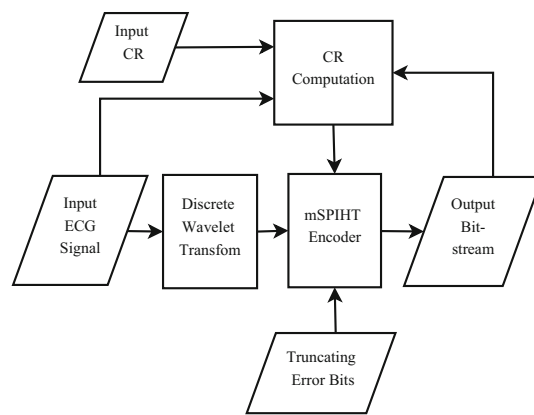 Input
CR
CR
Computation
Input
ECG
Signal
Discrete
Wavelet
Transfom
mSPIHT
Encoder
Output
Bit-
stream
Truncating
Error Bits